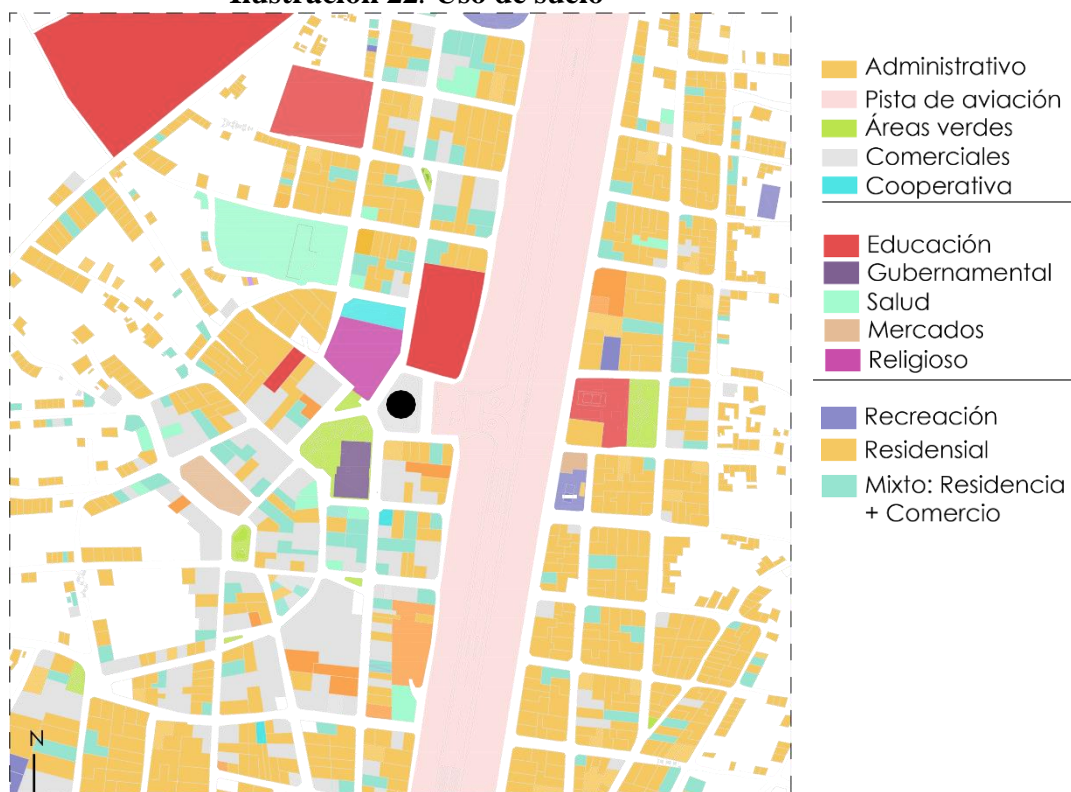 Ilustración 22. Uso de suelo
Administrativo
Pista de aviación
Áreas verdes
Comerciales
Cooperativa
Educación
Gubernamental
Salud
Mercados
Religioso
Recreación
Residensial
Mixto: Residencia
+ Comercio
N